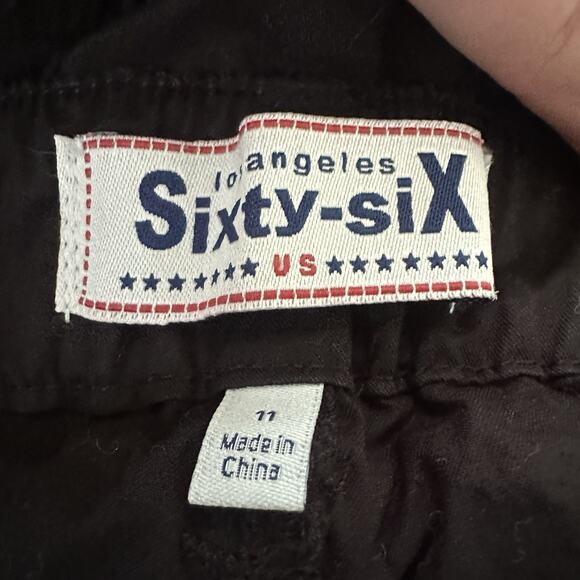 los angeles
Sixty-siX
US
11
Made in
China